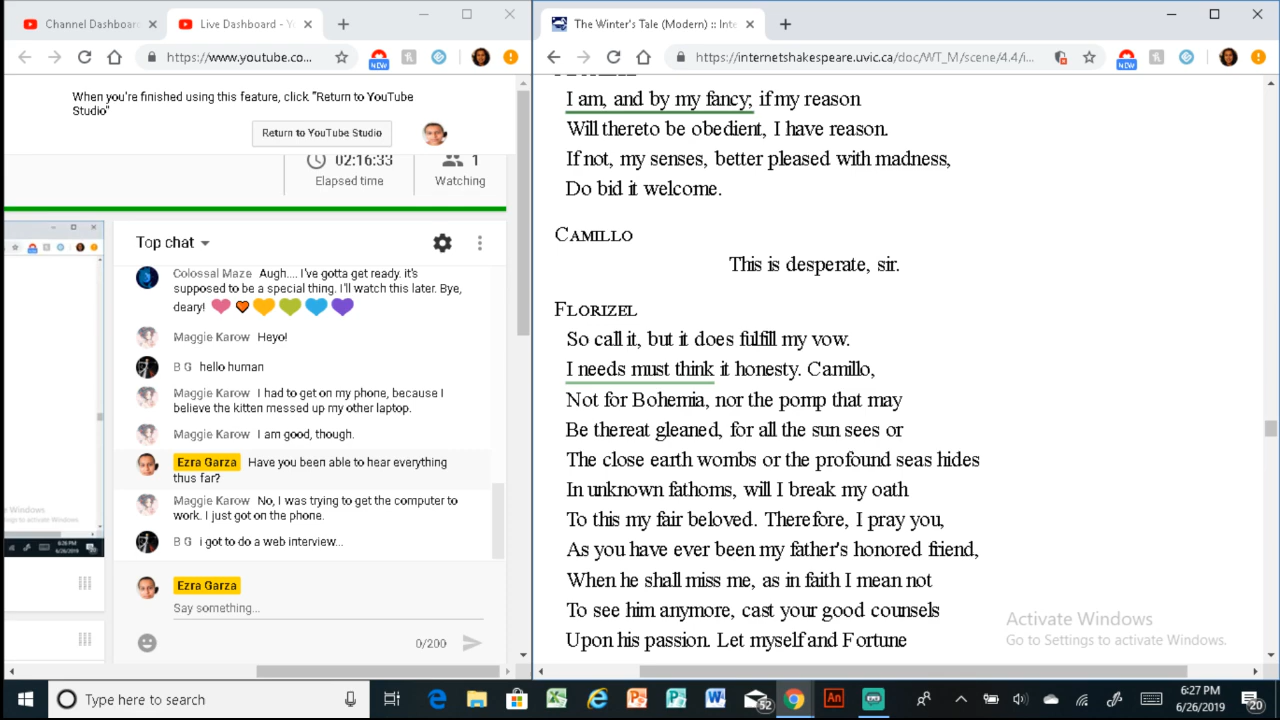 Channel Dashboard
Live Dashboard - Yo
The Winter's Tale (Modern) :: Inte
https://www.youtube.co...
NEW
https://internetshakespeare.uvic.ca/doc/WT_M/scene/4.4/i...
NEW
When you're finished using this feature, click "Return to YouTube
Studio"
Return to YouTube Studio
02:16:33
Elapsed time
1
Watching
Top chat
Colossal Maze Augh.... I've gotta get ready. it's
supposed to be a special thing. I'll watch this later. Bye,
deary!
Maggie Karow Heyo!
B G hello human
Maggie Karow I had to get on my phone, because I
believe the kitten messed up my other laptop.
Maggie Karow I am good, though.
Ezra Garza Have you been able to hear everything
thus far?
Maggie Karow No, I was trying to get the computer to
work. I just got on the phone.
B G i got to do a web interview...
Ezra Garza
Say something...
0/200
I am, and by my fancy; if my reason
Will thereto be obedient, I have reason.
If not, my senses, better pleased with madness,
Do bid it welcome.
CAMILLO
This is desperate, sir.
FLORIZEL
So call it, but it does fulfill my vow.
I needs must think it honesty. Camillo,
Not for Bohemia, nor the pomp that may
Be thereat gleaned, for all the sun sees or
The close earth wombs or the profound seas hides
In unknown fathoms, will I break my oath
To this my fair beloved. Therefore, I pray you,
As you have ever been my father's honored friend,
When he shall miss me, as in faith I mean not
To see him anymore, cast your good counsels
Upon his passion. Let myself and Fortune
Activate Windows
Go to Settings to activate Windows.
Type here to search
52
An
6:27 PM
6/26/2019
20